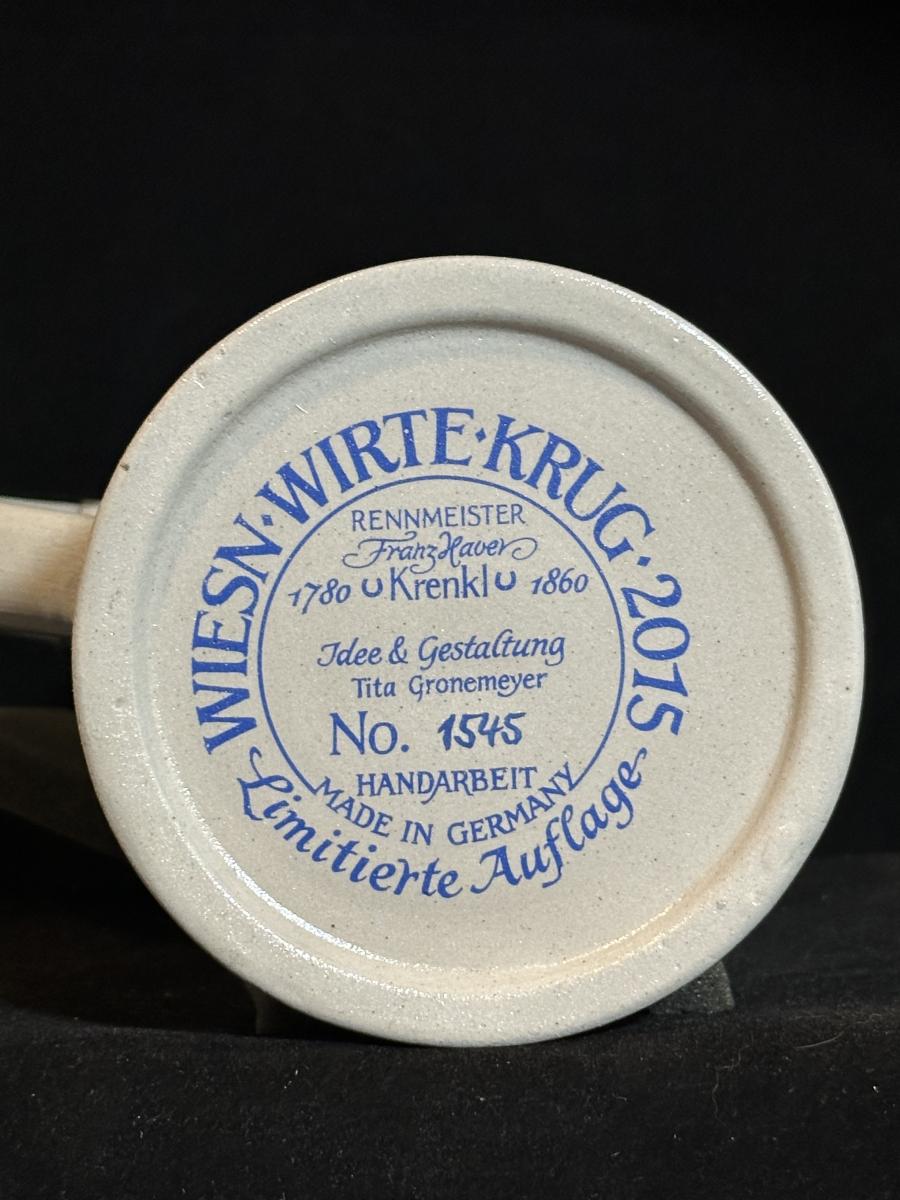 WIESN·WIRTE·KRUG·2015
RENNMEISTER
Franz Xaver
1780 ∪ Krenkl ∪ 1860
Idee & Gestaltung
Tita Gronemeyer
No. 1545
HANDARBEIT
MADE IN GERMANY
Limitierte Auflage